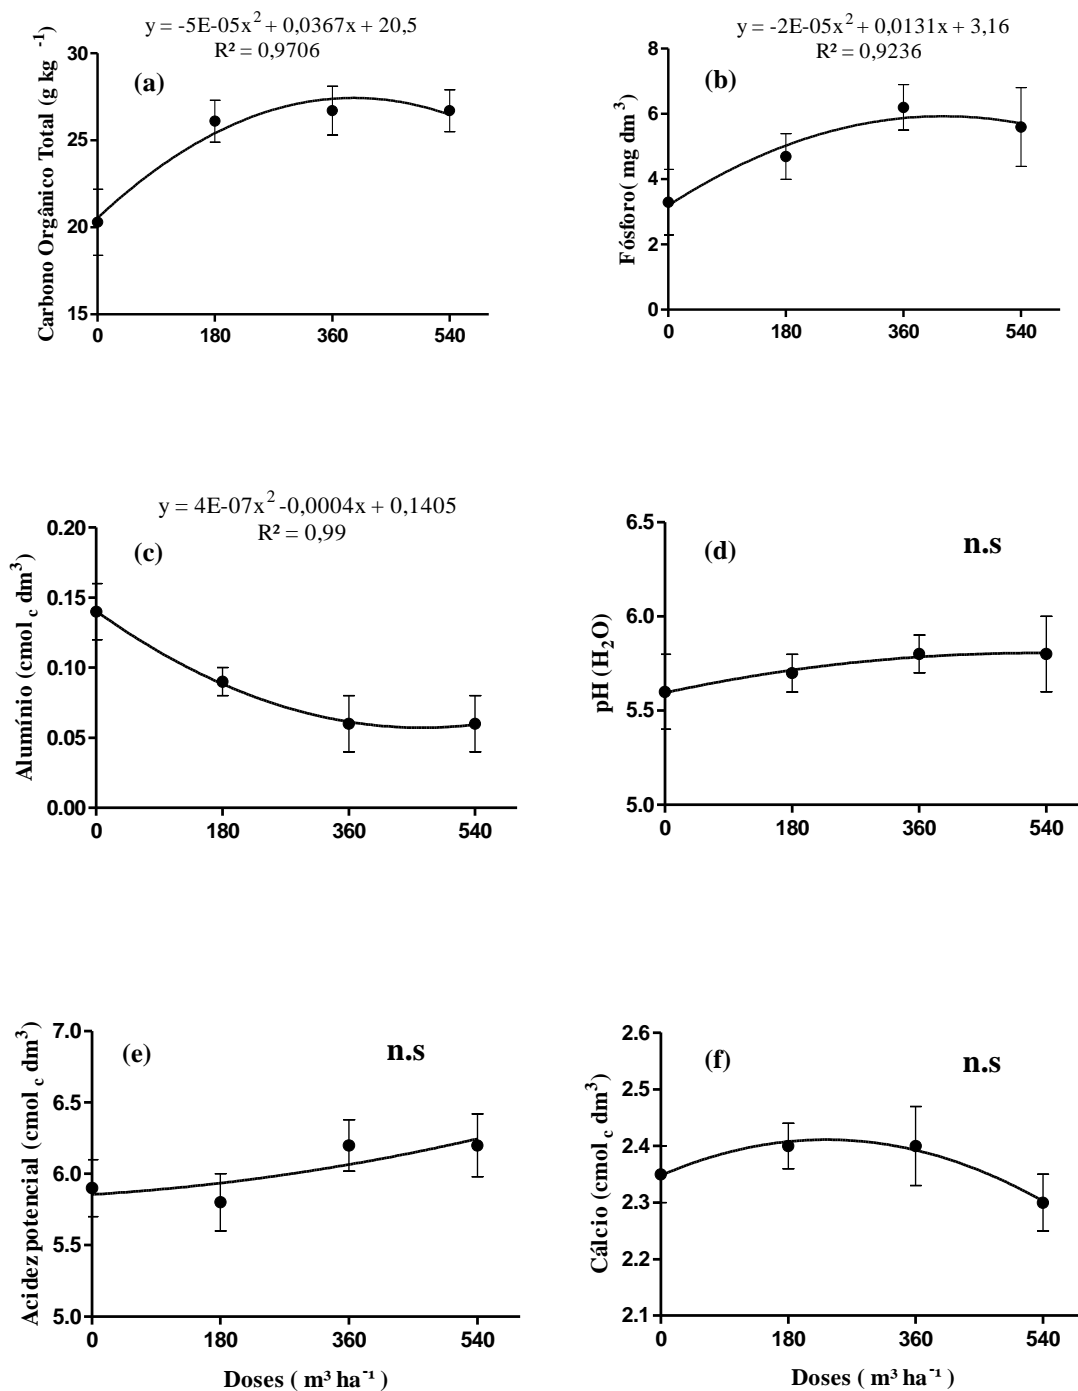 y = -5E-05x² + 0,0367x + 20,5
R² = 0,9706
(a)
Carbono Orgânico Total (g kg ⁻¹)
30
25
20
15
0 180 360 540
y = -2E-05x² + 0,0131x + 3,16
R² = 0,9236
(b)
Fósforo( mg dm³)
8
6
4
2
0
0 180 360 540
y = 4E-07x² -0,0004x + 0,1405
R² = 0,99
(c)
Alumínio (cmol c dm³)
0.20
0.15
0.10
0.05
0.00
0 180 360 540
(d)
n.s
pH (H₂O)
6.5
6.0
5.5
5.0
0 180 360 540
(e)
n.s
Acidez potencial (cmol c dm³)
7.0
6.5
6.0
5.5
5.0
0 180 360 540
Doses ( m³ ha⁻¹ )
(f)
n.s
Cálcio (cmol c dm³)
2.6
2.5
2.4
2.3
2.2
2.1
0 180 360 540
Doses ( m³ ha⁻¹ )